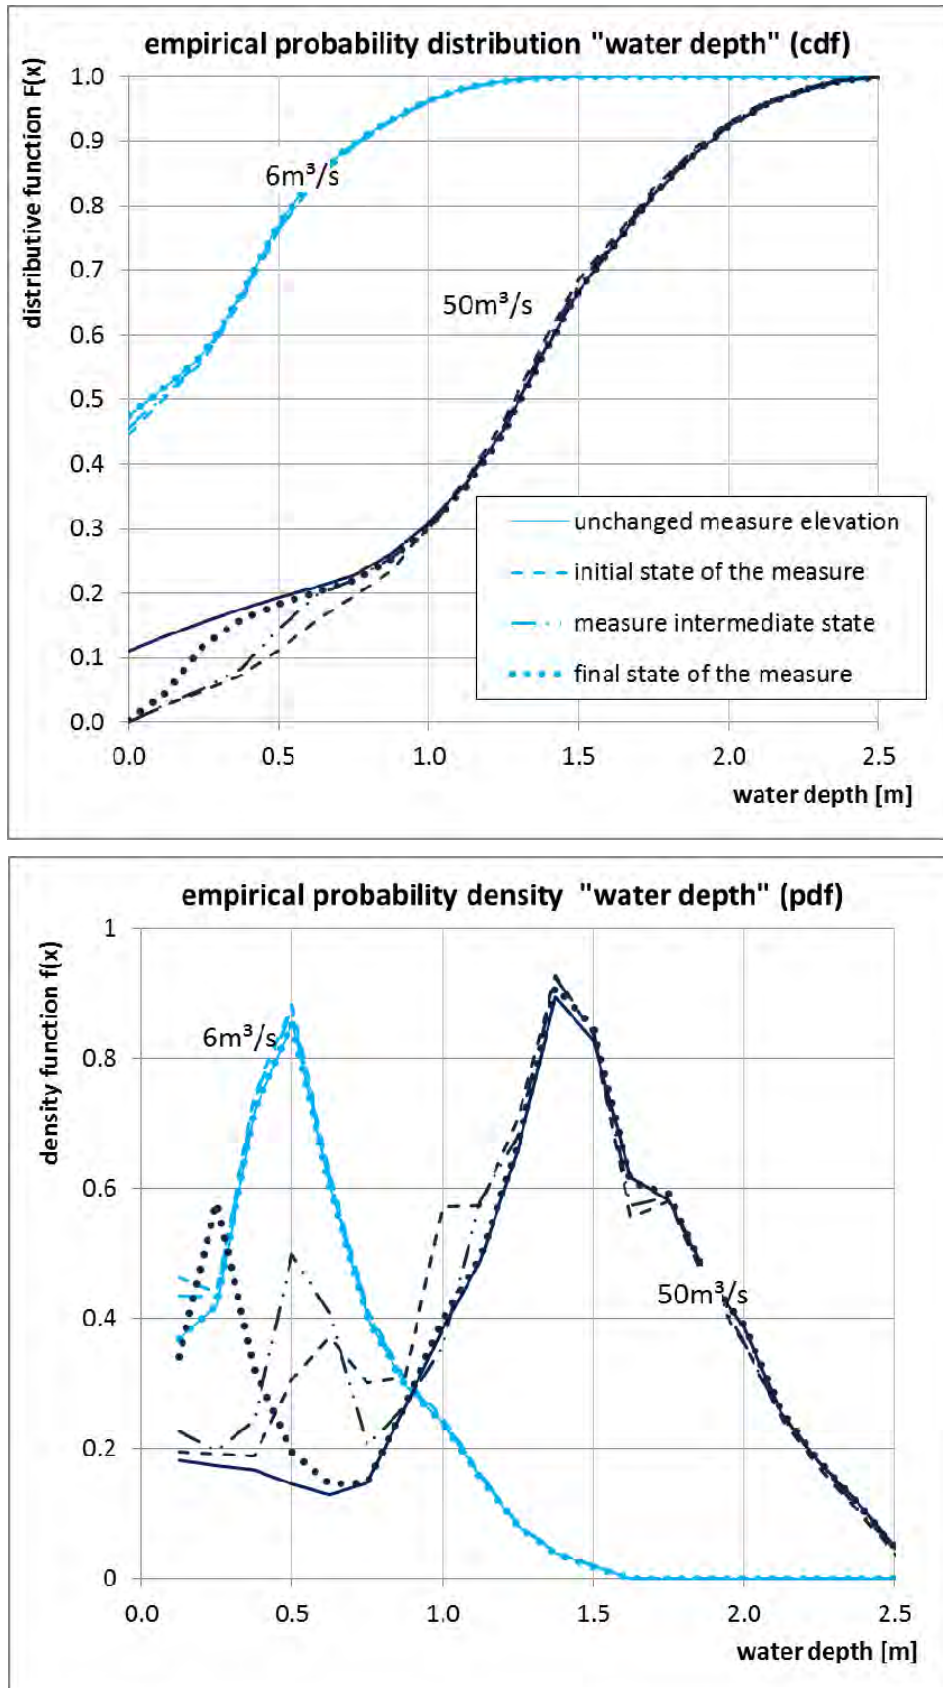 empirical probability distribution "water depth" (cdf)
distributive function F(x)
1.0
0.9
0.8
0.7
0.6
0.5
0.4
0.3
0.2
0.1
0.0
6m³/s
50m³/s
unchanged measure elevation
initial state of the measure
measure intermediate state
final state of the measure
0.0 0.5 1.0 1.5 2.0 2.5
water depth [m]
empirical probability density "water depth" (pdf)
density function f(x)
1
0.8
0.6
0.4
0.2
0
6m³/s
50m³/s
0.0 0.5 1.0 1.5 2.0 2.5
water depth [m]